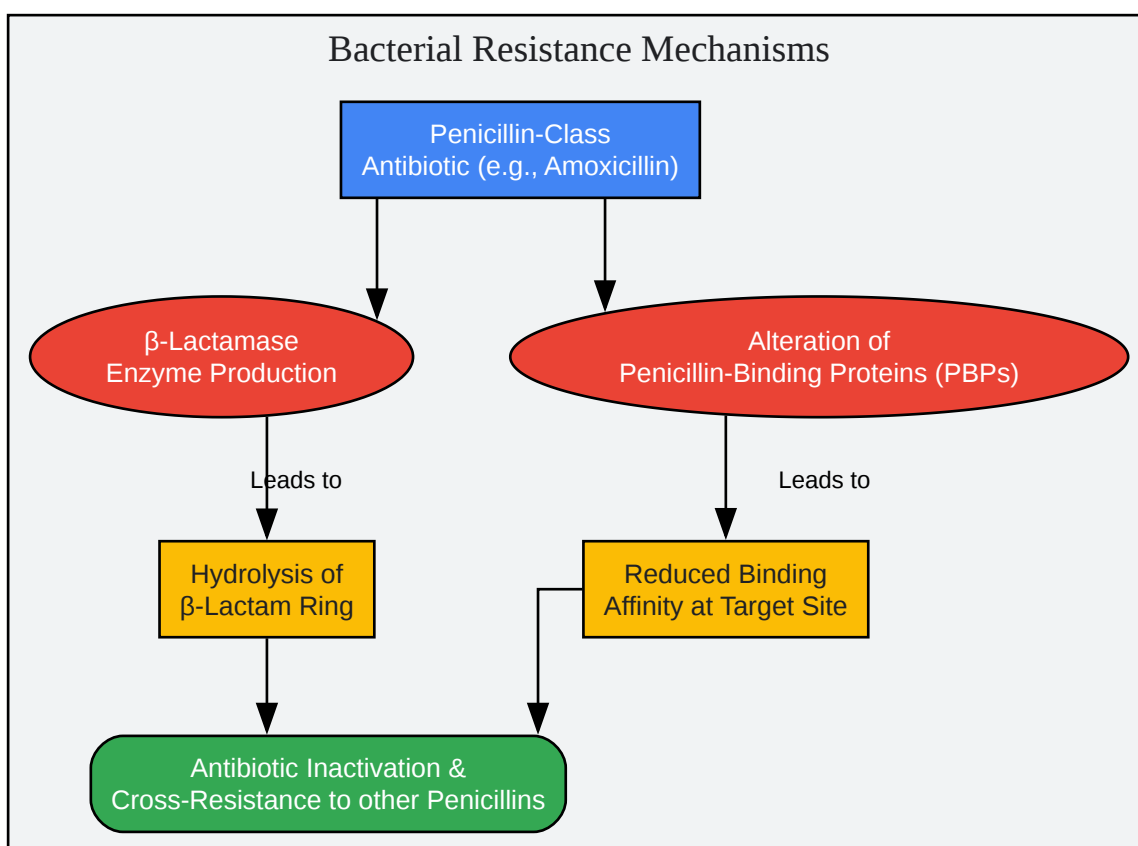 Bacterial Resistance Mechanisms
Penicillin-Class
Antibiotic (e.g., Amoxicillin)
β-Lactamase
Enzyme Production
Alteration of
Penicillin-Binding Proteins (PBPs)
Leads to
Leads to
Hydrolysis of
β-Lactam Ring
Reduced Binding
Affinity at Target Site
Antibiotic Inactivation &
Cross-Resistance to other Penicillins